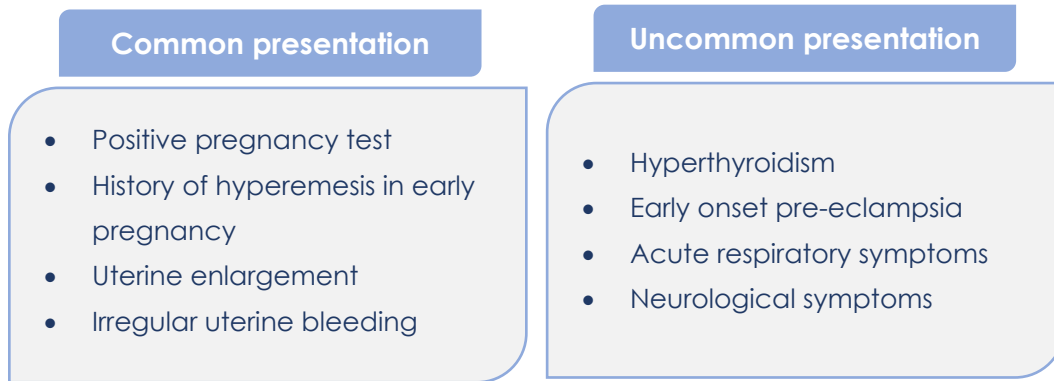 Common presentation
• Positive pregnancy test
• History of hyperemesis in early
pregnancy
• Uterine enlargement
• Irregular uterine bleeding
Uncommon presentation
• Hyperthyroidism
• Early onset pre-eclampsia
• Acute respiratory symptoms
• Neurological symptoms